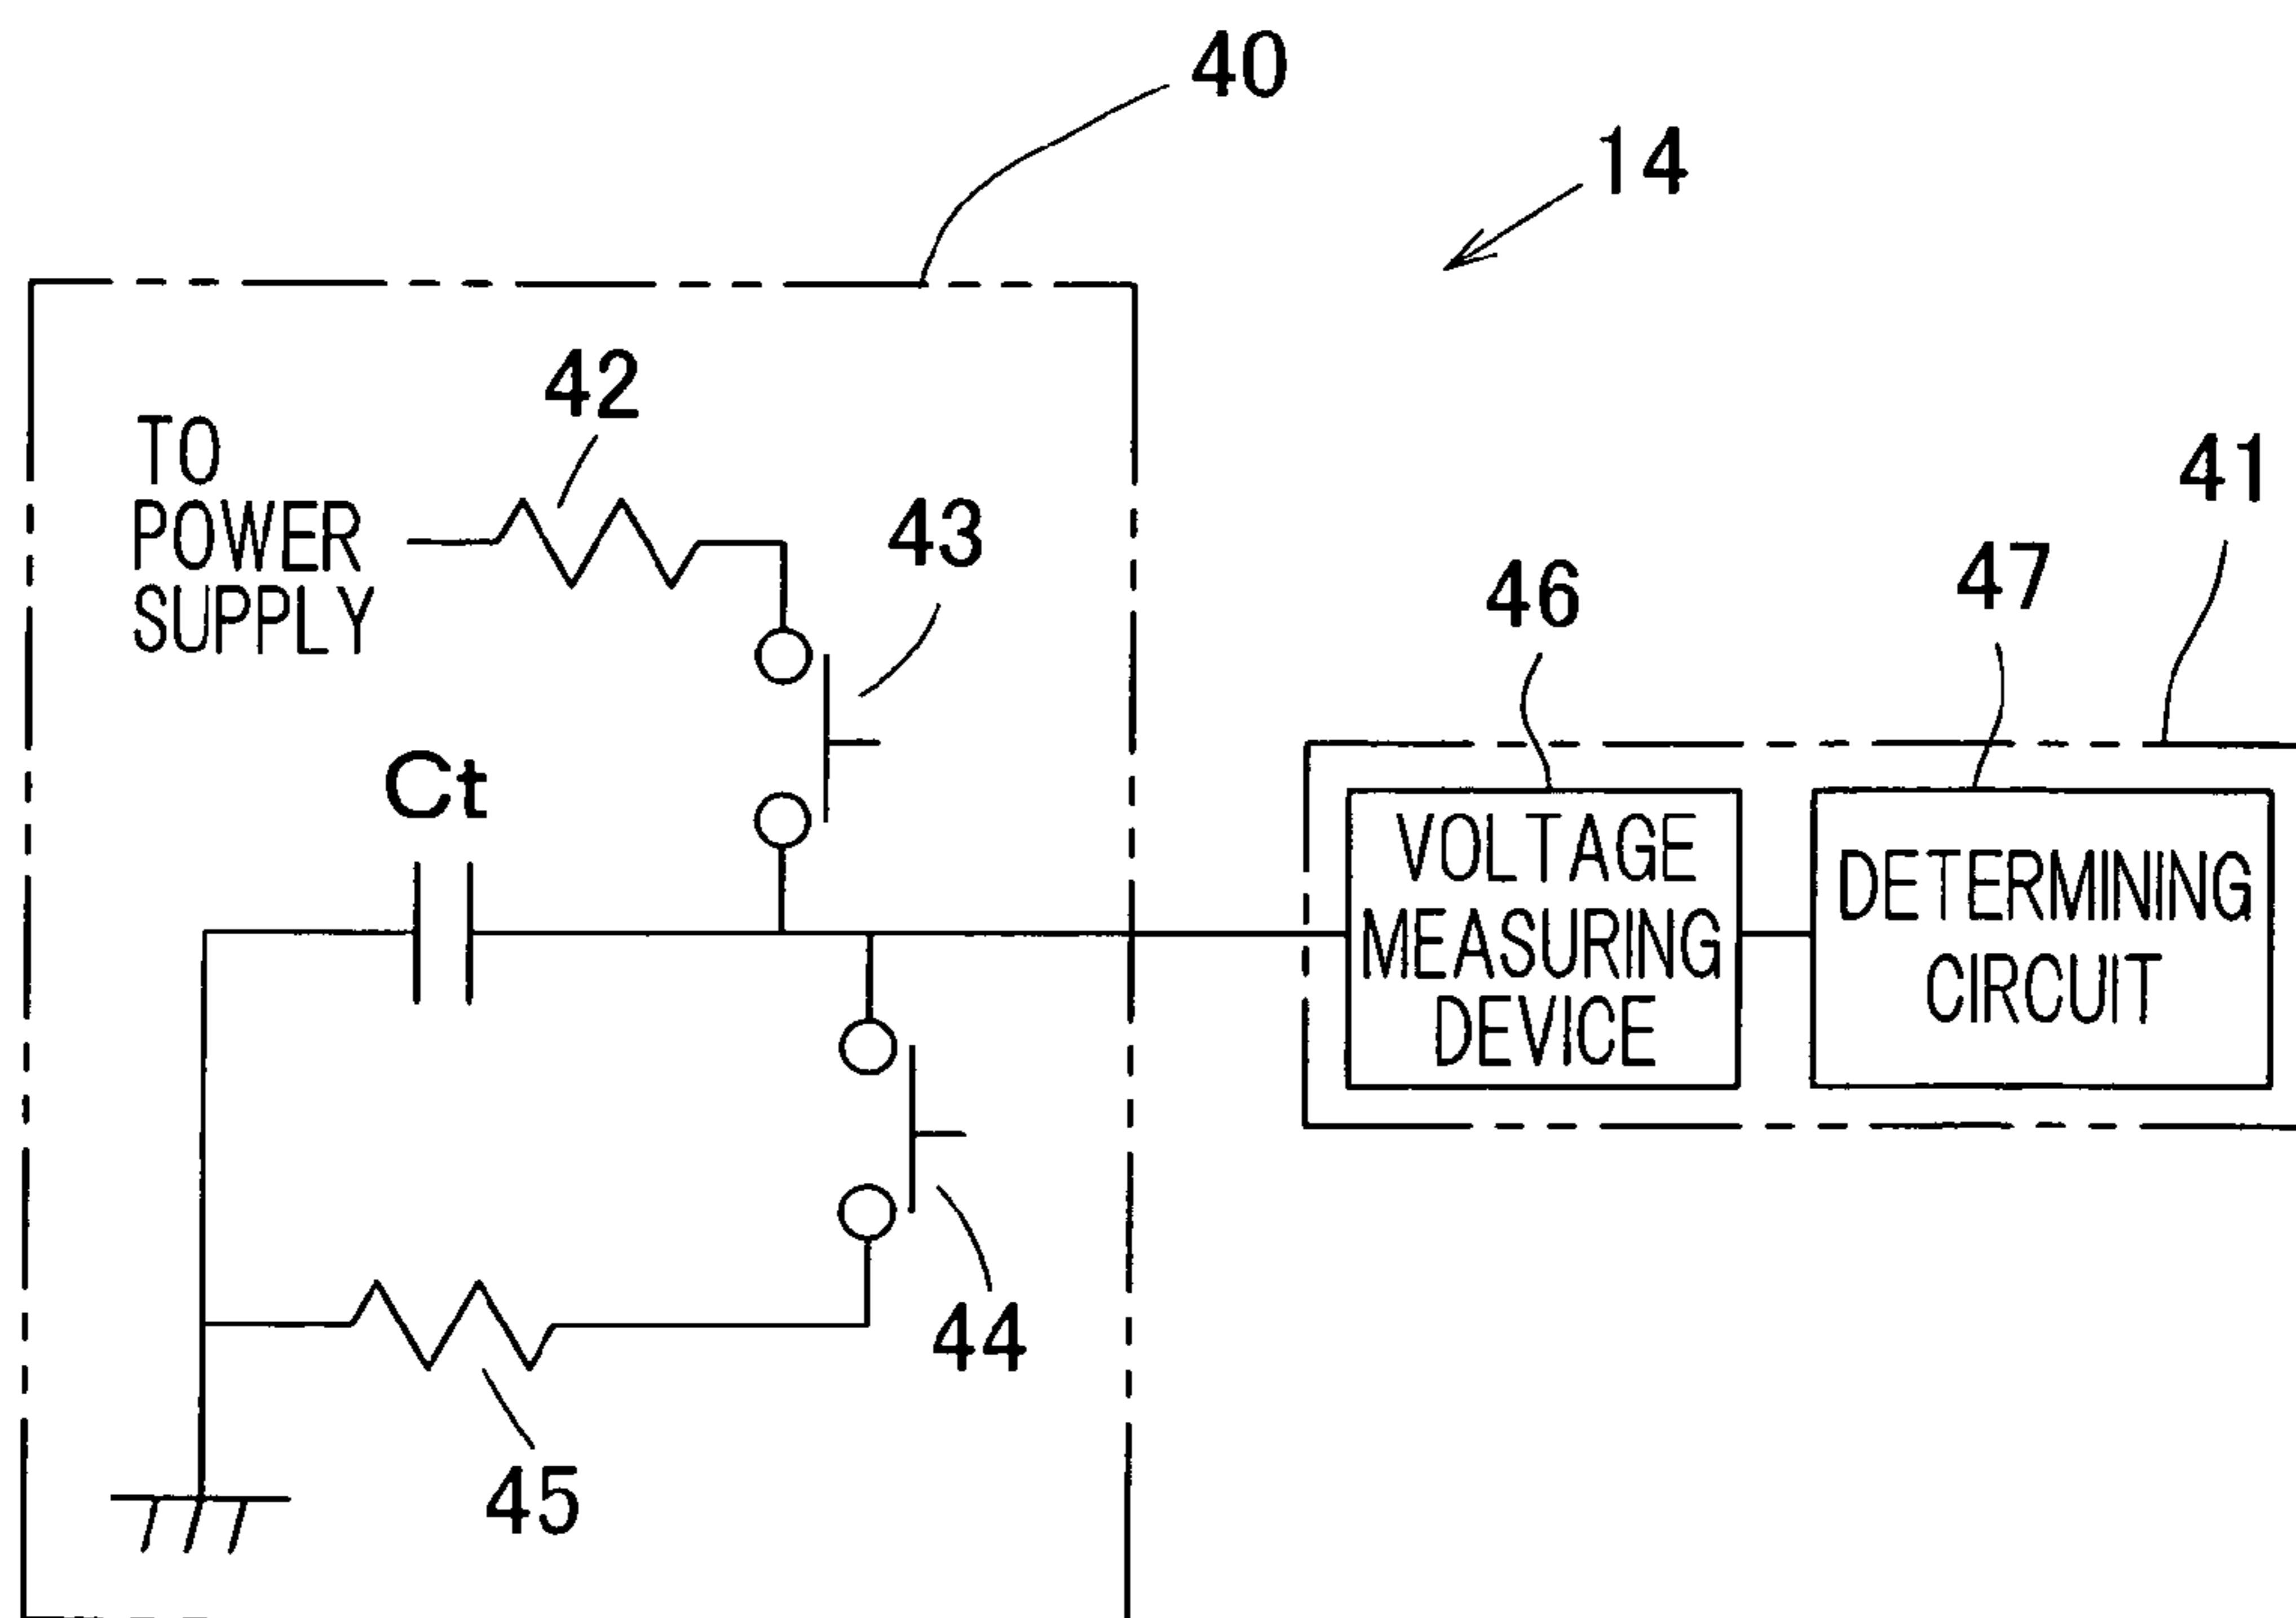 40
14
42
TO
POWER
SUPPLY
43
41
46
47
Ct
VOLTAGE
MEASURING
DEVICE
DETERMINING
CIRCUIT
44
45